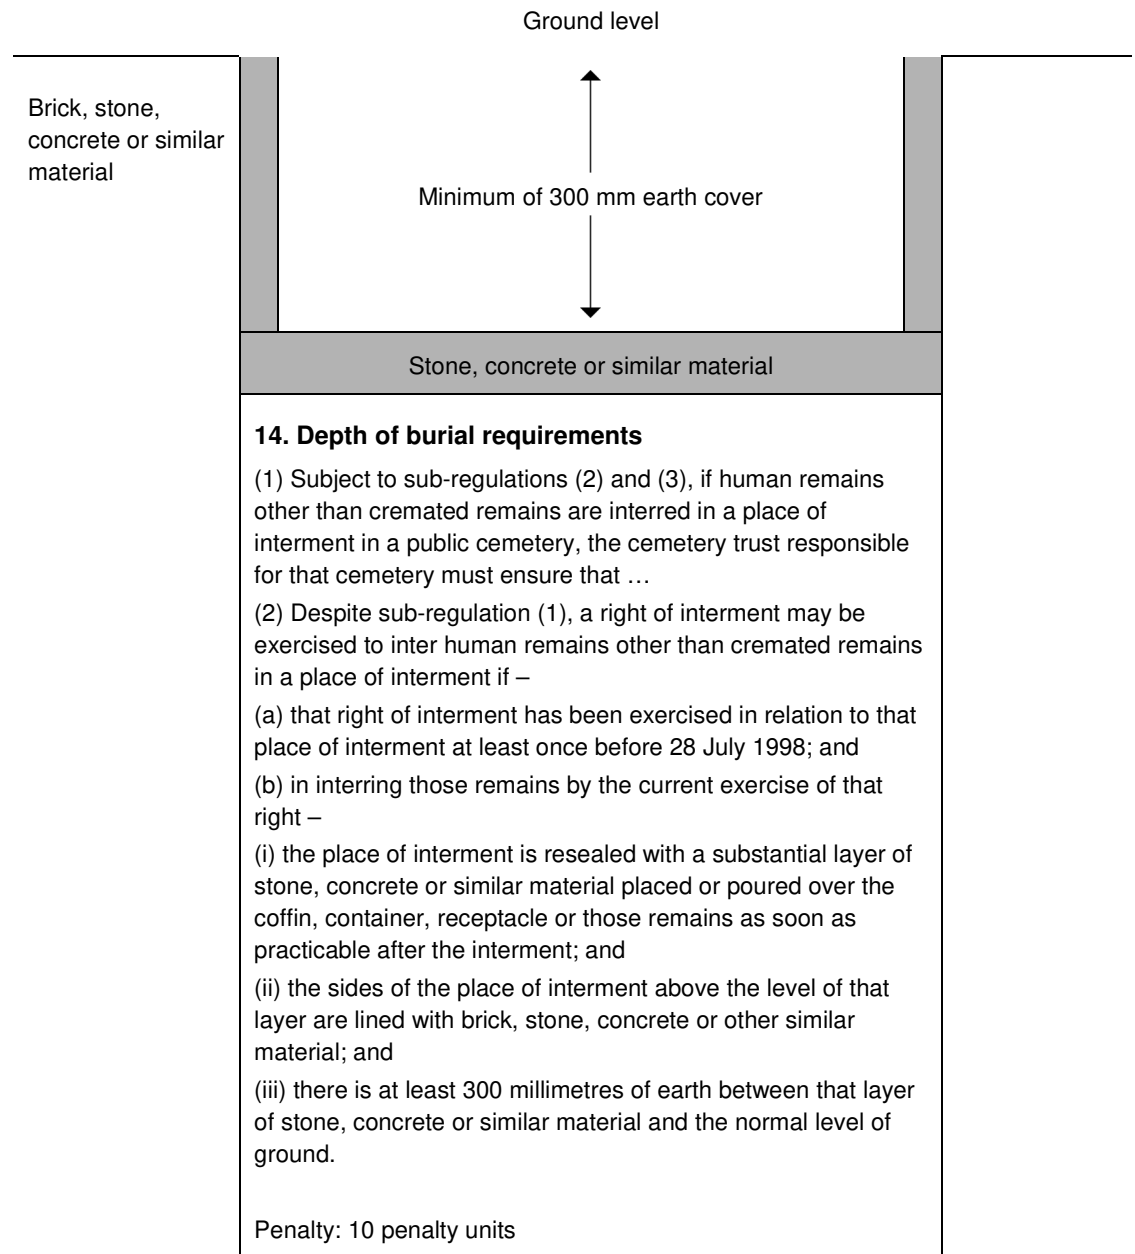 Ground level
Brick, stone,
concrete or similar
material
Minimum of 300 mm earth cover
Stone, concrete or similar material
14. Depth of burial requirements
(1) Subject to sub-regulations (2) and (3), if human remains
other than cremated remains are interred in a place of
interment in a public cemetery, the cemetery trust responsible
for that cemetery must ensure that …
(2) Despite sub-regulation (1), a right of interment may be
exercised to inter human remains other than cremated remains
in a place of interment if –
(a) that right of interment has been exercised in relation to that
place of interment at least once before 28 July 1998; and
(b) in interring those remains by the current exercise of that
right –
(i) the place of interment is resealed with a substantial layer of
stone, concrete or similar material placed or poured over the
coffin, container, receptacle or those remains as soon as
practicable after the interment; and
(ii) the sides of the place of interment above the level of that
layer are lined with brick, stone, concrete or other similar
material; and
(iii) there is at least 300 millimetres of earth between that layer
of stone, concrete or similar material and the normal level of
ground.
Penalty: 10 penalty units